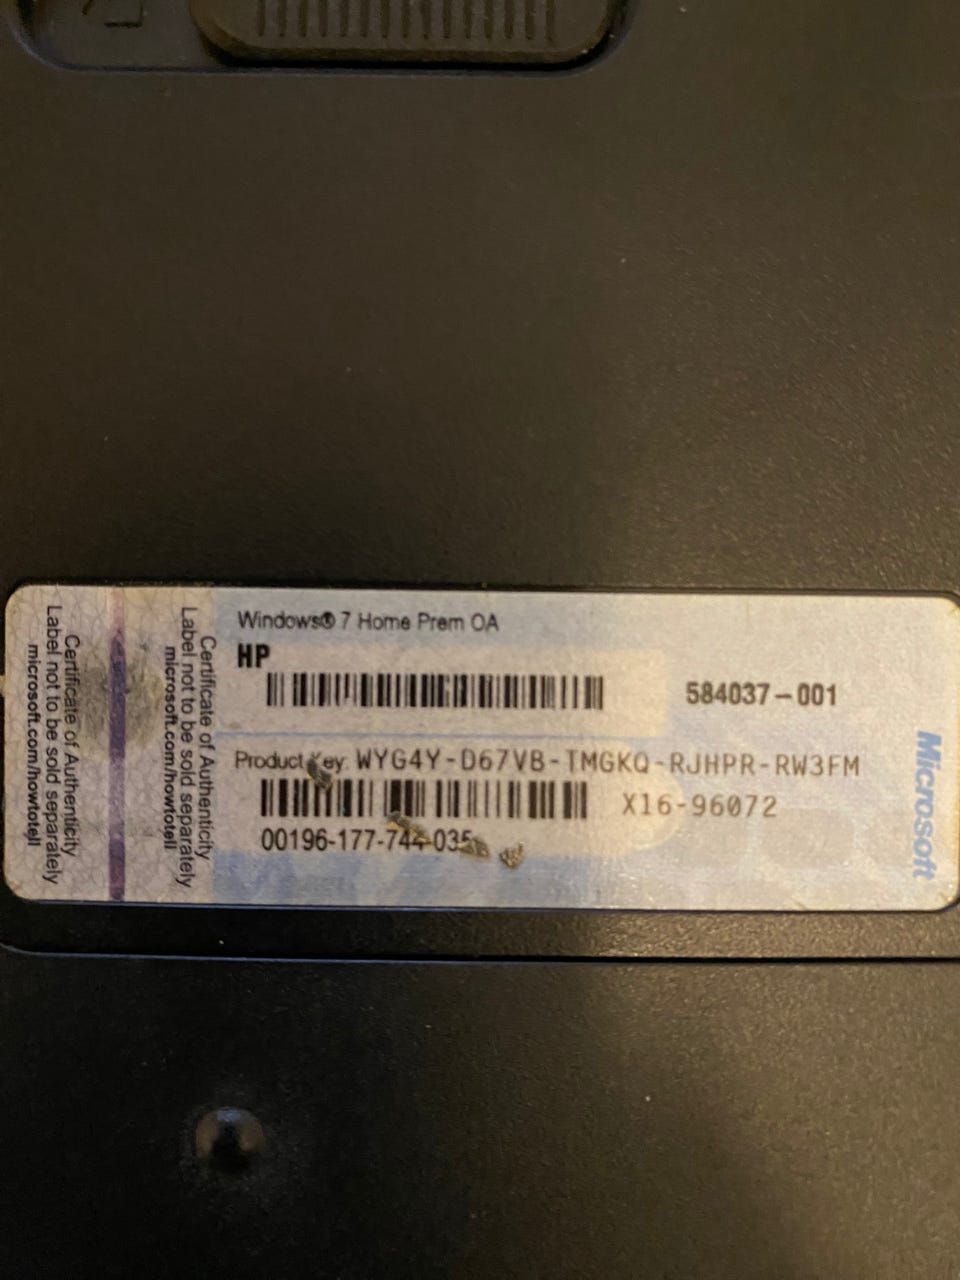 Certificate of Authenticity
Label not to be sold separately
microsoft.com/howtotell
Certificate of Authenticity
Label not to be sold separately
microsoft.com/howtotell
Windows® 7 Home Prem OA
HP
584037-001
Product Key: WYG4Y-D67VB-TMGKQ-RJHPR-RW3FM
X16-96072
00196-177-744-035
Microsoft